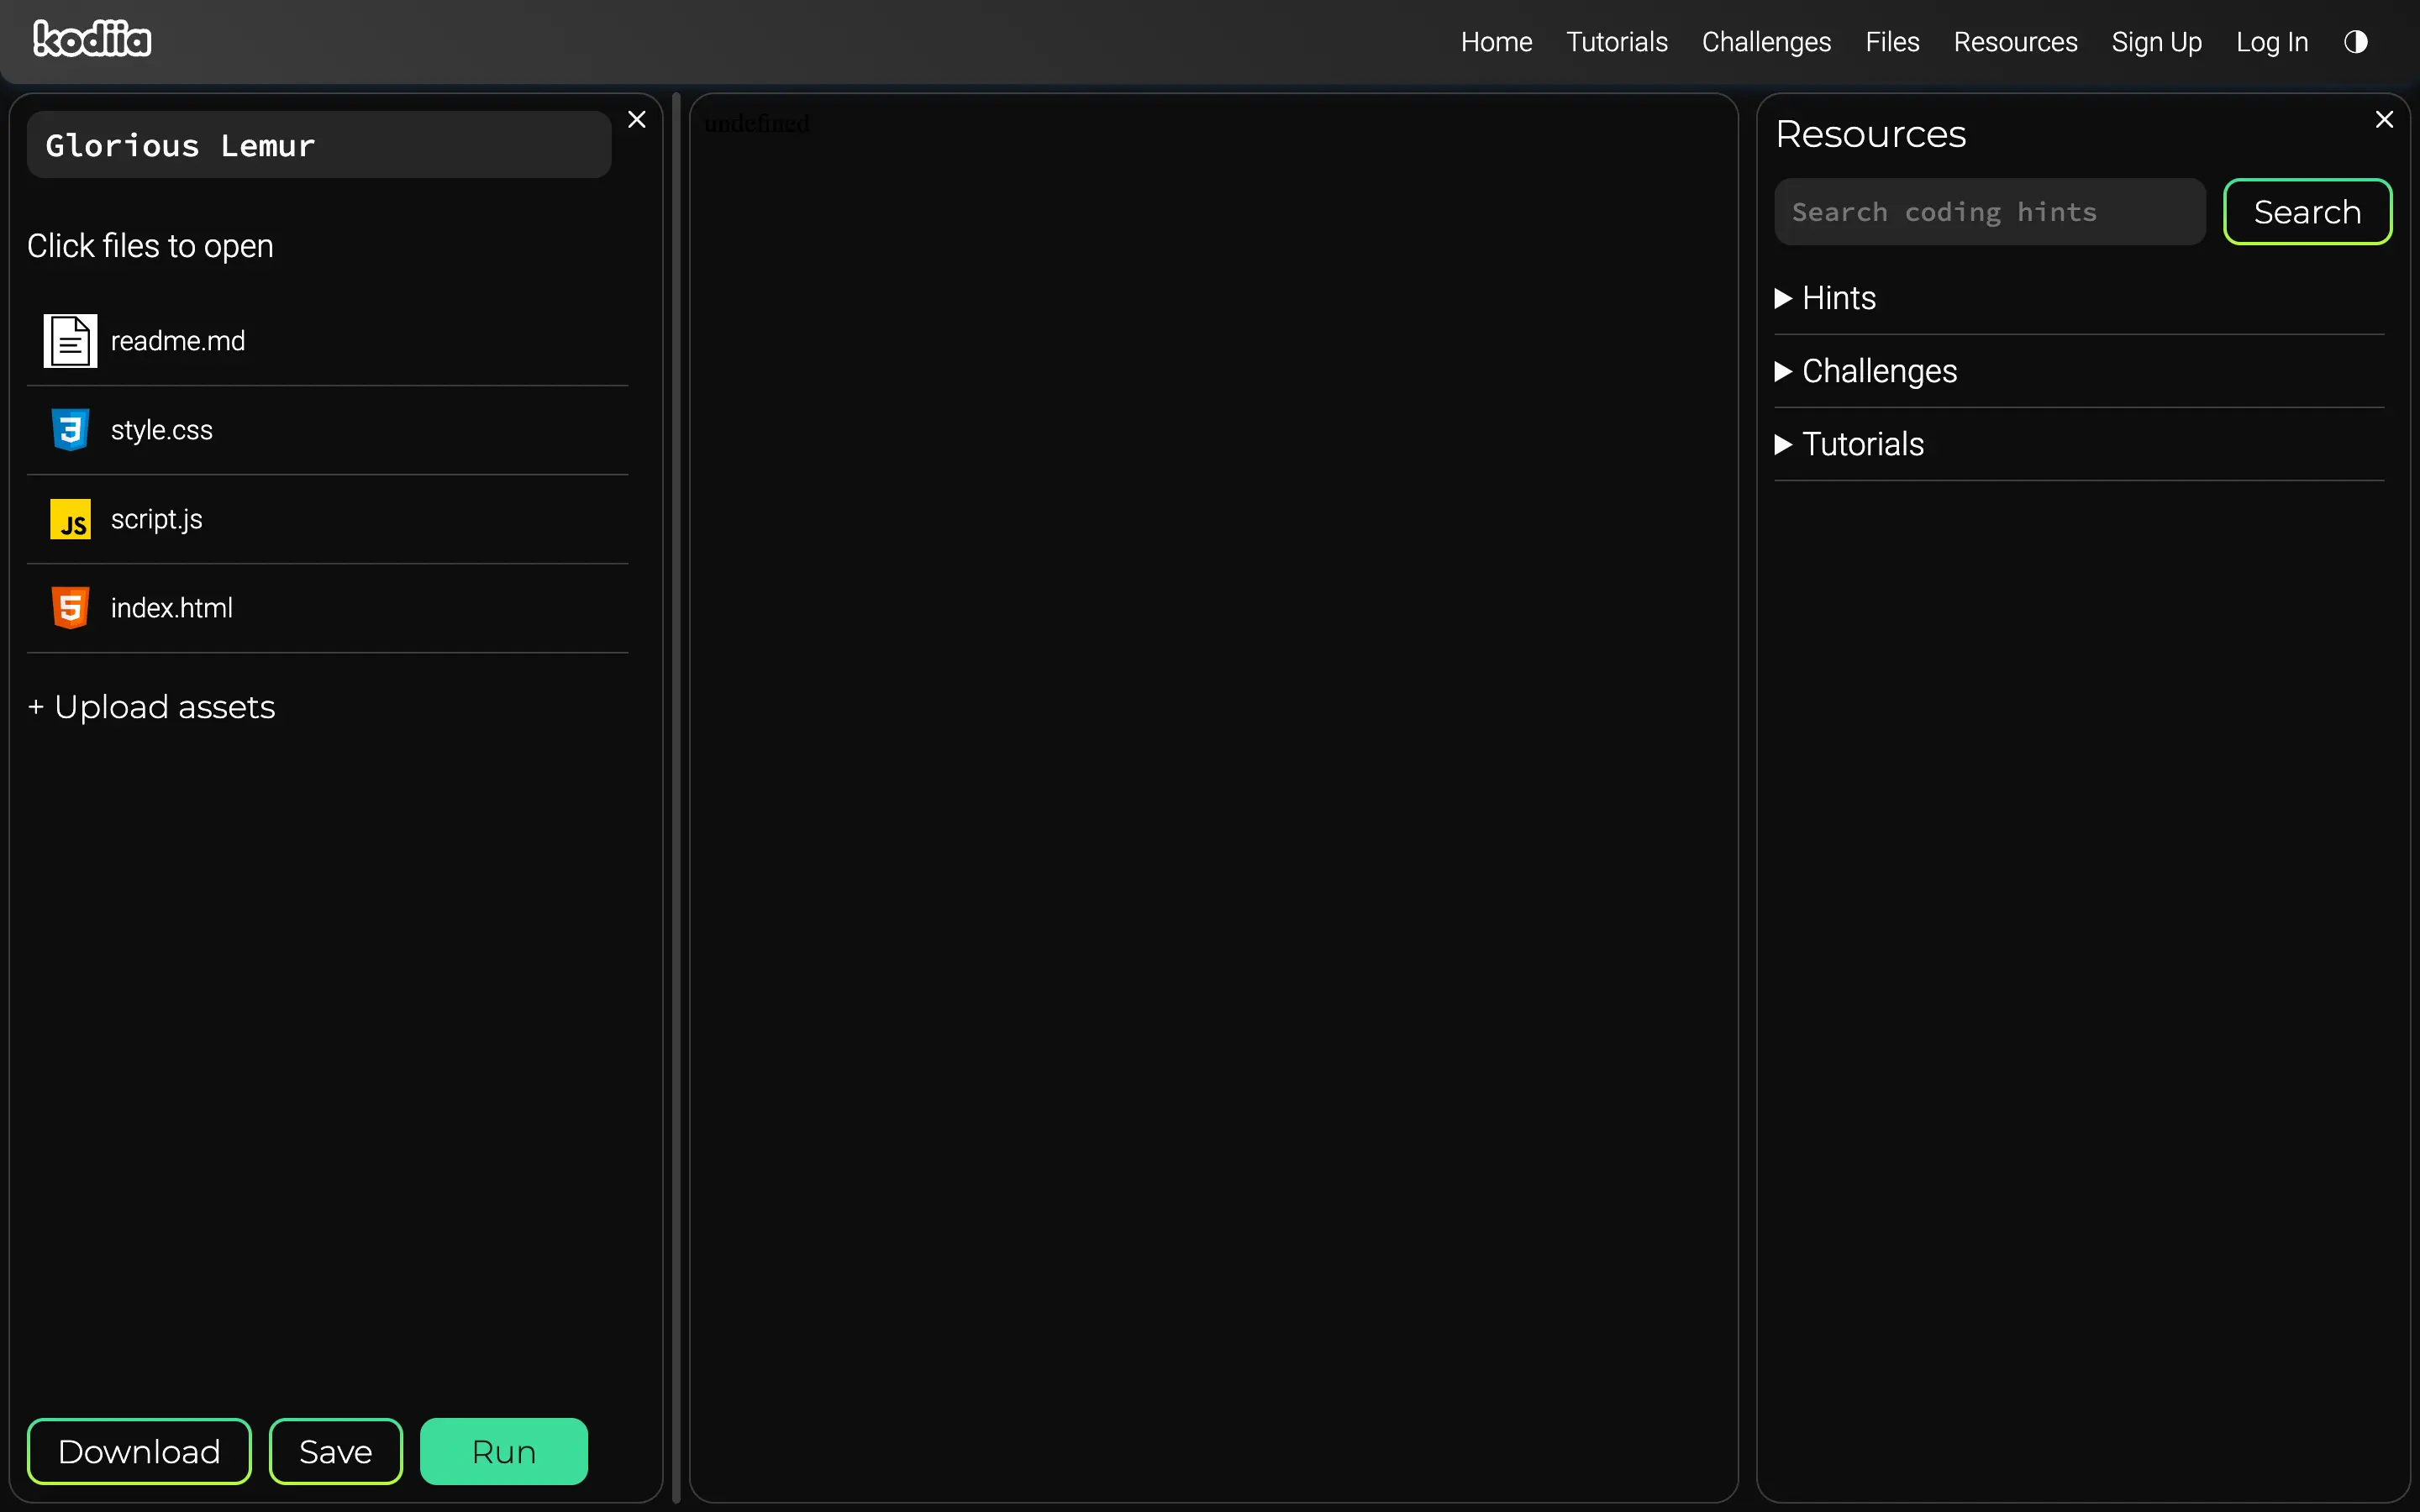 kodiia
Home Tutorials Challenges Files Resources Sign Up Log In
Glorious Lemur
Click files to open
readme.md
style.css
JS script.js
index.html
+ Upload assets
Download Save Run
undefined
Resources
Search coding hints Search
Hints
Challenges
Tutorials